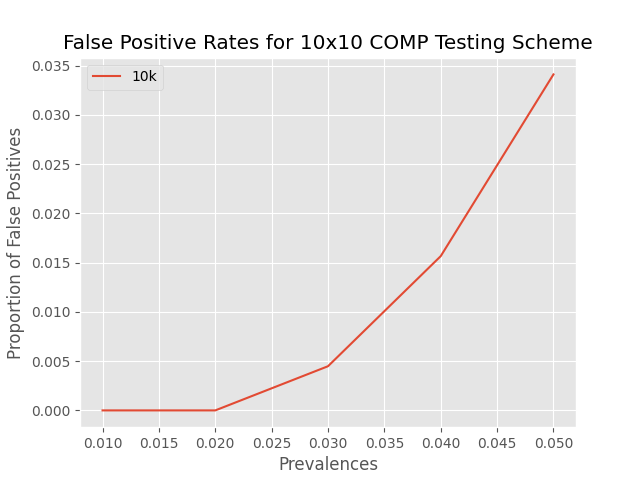 False Positive Rates for 10x10 COMP Testing Scheme
10k
Proportion of False Positives
0.035
0.030
0.025
0.020
0.015
0.010
0.005
0.000
0.010 0.015 0.020 0.025 0.030 0.035 0.040 0.045 0.050
Prevalences